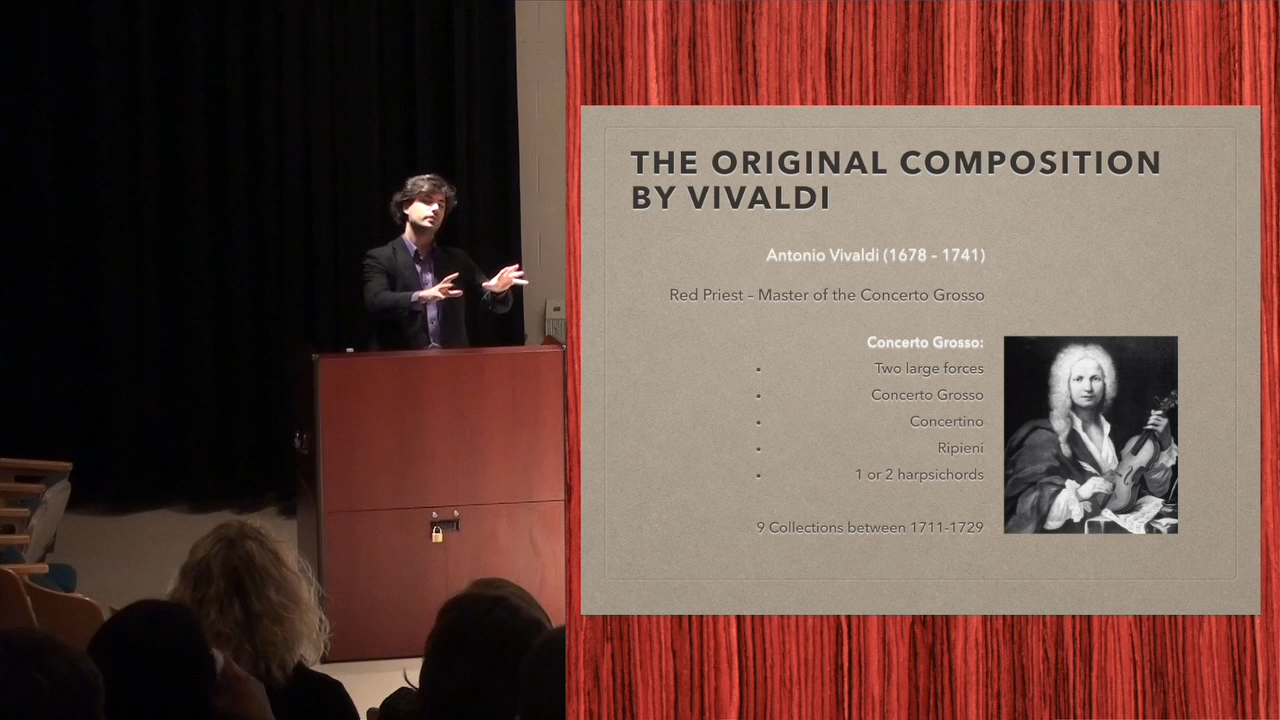 THE ORIGINAL COMPOSITION
BY VIVALDI
Antonio Vivaldi (1678 – 1741)
Red Priest – Master of the Concerto Grosso
Concerto Grosso:
• Two large forces
• Concerto Grosso
• Concertino
• Ripieni
• 1 or 2 harpsichords
9 Collections between 1711-1729